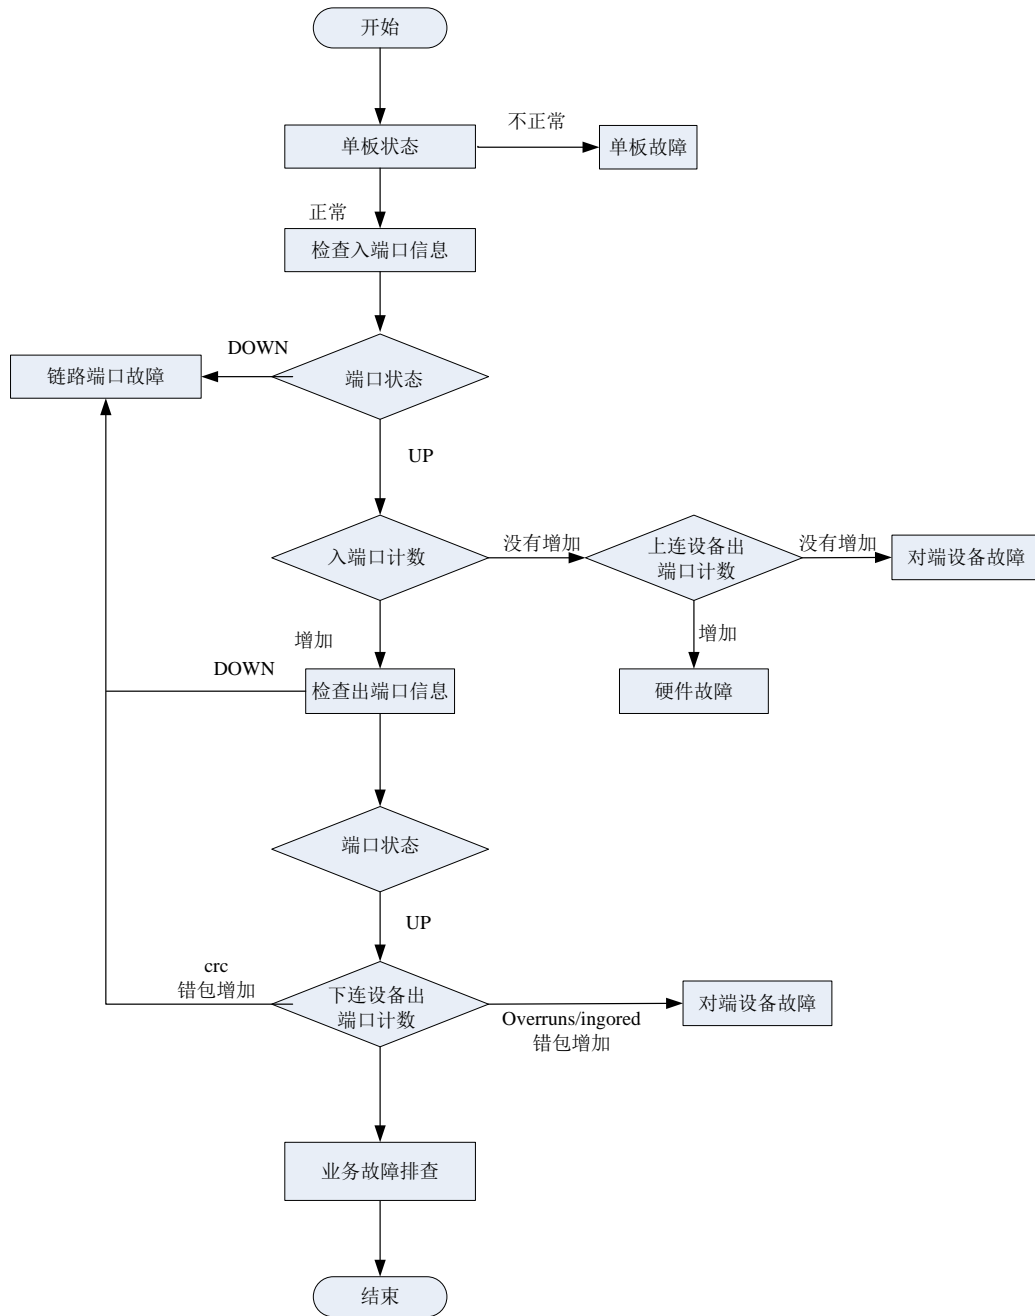 开始
不正常
单板状态
单板故障
正常
检查入端口信息
DOWN
链路端口故障
端口状态
UP
入端口计数
没有增加
上连设备出
端口计数
没有增加
对端设备故障
增加
增加
DOWN
检查出端口信息
硬件故障
端口状态
UP
crc
错包增加
下连设备出
端口计数
Overruns/ingored
错包增加
对端设备故障
业务故障排查
结束